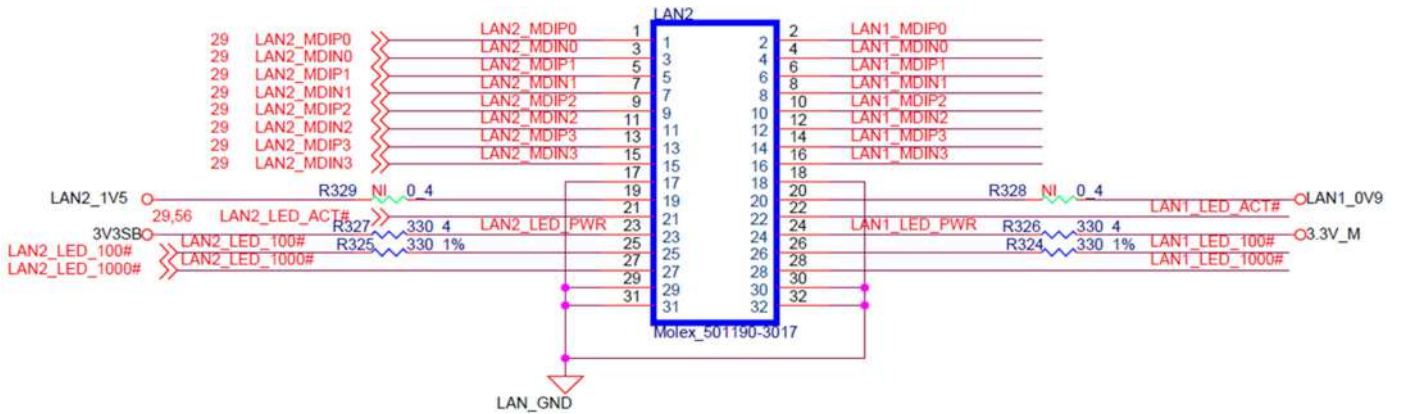 LAN2
LAN2_MDIP0 1 2 LAN1_MDIP0
29 LAN2_MDIP0 1 2
LAN2_MDIN0 3 4 LAN1_MDIN0
29 LAN2_MDIN0 3 4
LAN2_MDIP1 5 6 LAN1_MDIP1
29 LAN2_MDIP1 5 6
LAN2_MDIN1 7 8 LAN1_MDIN1
29 LAN2_MDIN1 7 8
LAN2_MDIP2 9 10 LAN1_MDIP2
29 LAN2_MDIP2 9 10
LAN2_MDIN2 11 12 LAN1_MDIN2
29 LAN2_MDIN2 11 12
LAN2_MDIP3 13 14 LAN1_MDIP3
29 LAN2_MDIP3 13 14
LAN2_MDIN3 15 16 LAN1_MDIN3
29 LAN2_MDIN3 15 16
17 18
17 18
R329 NI 0_4 19 20 R328 NI 0_4
LAN2_1V5 19 20 LAN1_0V9
21 22 LAN1_LED_ACT#
29,56 LAN2_LED_ACT# 21 22
R327 330 4 LAN2_LED_PWR 23 24 LAN1_LED_PWR R326 330 4
3V3SB 23 24 3.3V_M
LAN2_LED_100# R325 330 1% 25 26 R324 330 1% LAN1_LED_100#
LAN2_LED_100# 25 26
LAN2_LED_1000# 27 28 LAN1_LED_1000#
LAN2_LED_1000# 27 28
29 30
29 30
31 32
31 32
Molex_501190-3017
LAN_GND